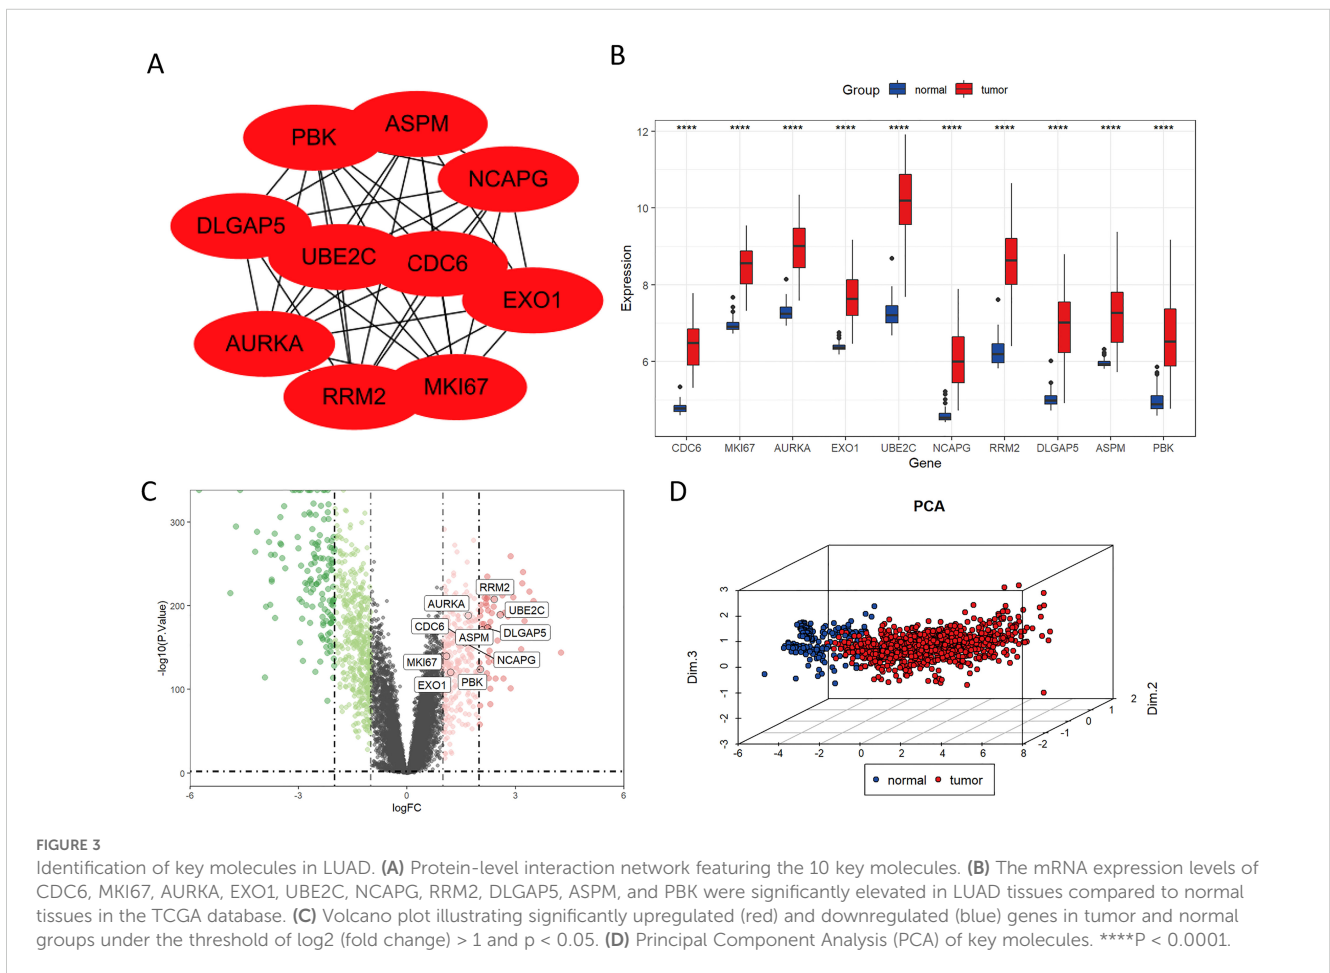 A
PBK
ASPM
NCAPG
DLGAP5
UBE2C
CDC6
EXO1
AURKA
RRM2
MKI67
B
Group normal tumor
**** **** **** **** **** **** **** **** **** ****
12
10
8
6
Expression
CDC6 MKI67 AURKA EXO1 UBE2C NCAPG RRM2 DLGAP5 ASPM PBK
Gene
C
300
200
100
0
-log10(P.Value)
RRM2
AURKA
UBE2C
CDC6
ASPM
DLGAP5
MKI67
NCAPG
EXO1
PBK
-6 -3 0 3 6
logFC
D
PCA
3
2
1
0
-1
-2
-3
Dim.3
-6 -4 -2 0 2 4 6 8
-2 -1 0 1 2
Dim.2
normal tumor
FIGURE 3
Identification of key molecules in LUAD. (A) Protein-level interaction network featuring the 10 key molecules. (B) The mRNA expression levels of
CDC6, MKI67, AURKA, EXO1, UBE2C, NCAPG, RRM2, DLGAP5, ASPM, and PBK were significantly elevated in LUAD tissues compared to normal
tissues in the TCGA database. (C) Volcano plot illustrating significantly upregulated (red) and downregulated (blue) genes in tumor and normal
groups under the threshold of log2 (fold change) > 1 and p < 0.05. (D) Principal Component Analysis (PCA) of key molecules. ****P < 0.0001.